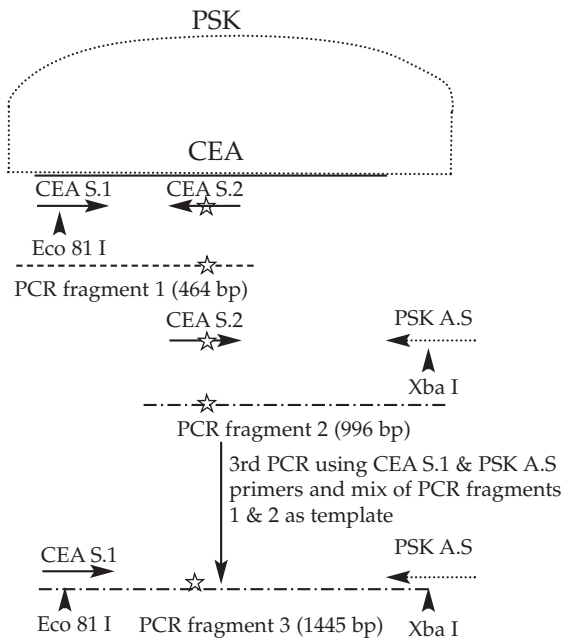 PSK
CEA
CEA S.1
CEA S.2
Eco 81 I
PCR fragment 1 (464 bp)
CEA S.2
PSK A.S
Xba I
PCR fragment 2 (996 bp)
3rd PCR using CEA S.1 & PSK A.S
primers and mix of PCR fragments
1 & 2 as template
CEA S.1
PSK A.S
Eco 81 I
PCR fragment 3 (1445 bp)
Xba I